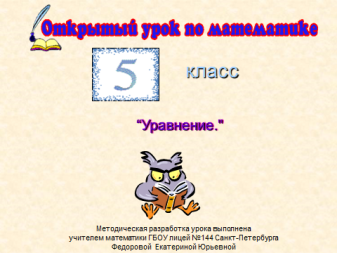 Открытый урок по математике
5 класс
"Уравнение."
Методическая разработка урока выполнена
учителем математики ГБОУ лицей №144 Санкт-Петербурга
Федоровой Екатериной Юрьевной